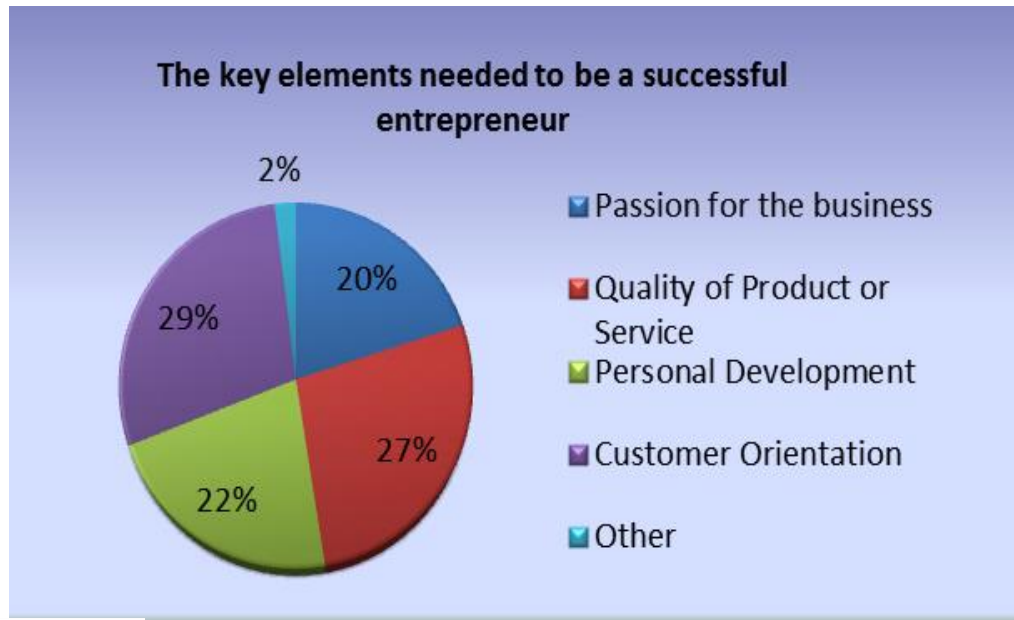 The key elements needed to be a successful
entrepreneur
2%
20%
29%
27%
22%
Passion for the business
Quality of Product or
Service
Personal Development
Customer Orientation
Other